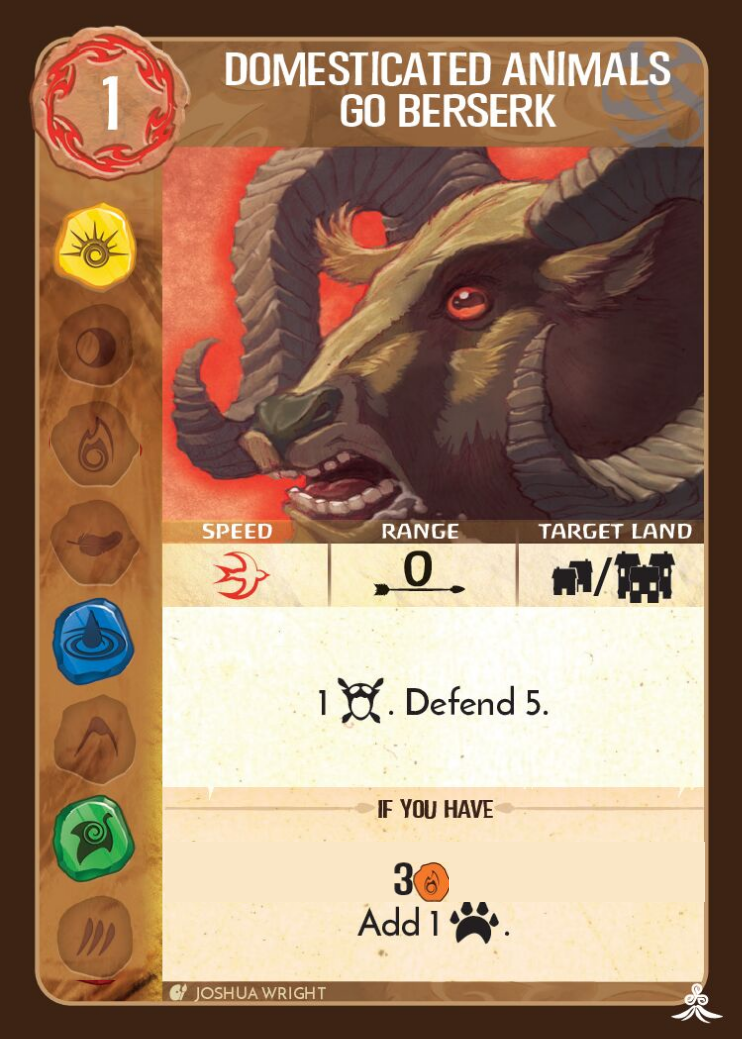 1
DOMESTICATED ANIMALS
GO BERSERK
SPEED RANGE TARGET LAND
0 /
1 . Defend 5.
IF YOU HAVE
3
Add 1 .
JOSHUA WRIGHT